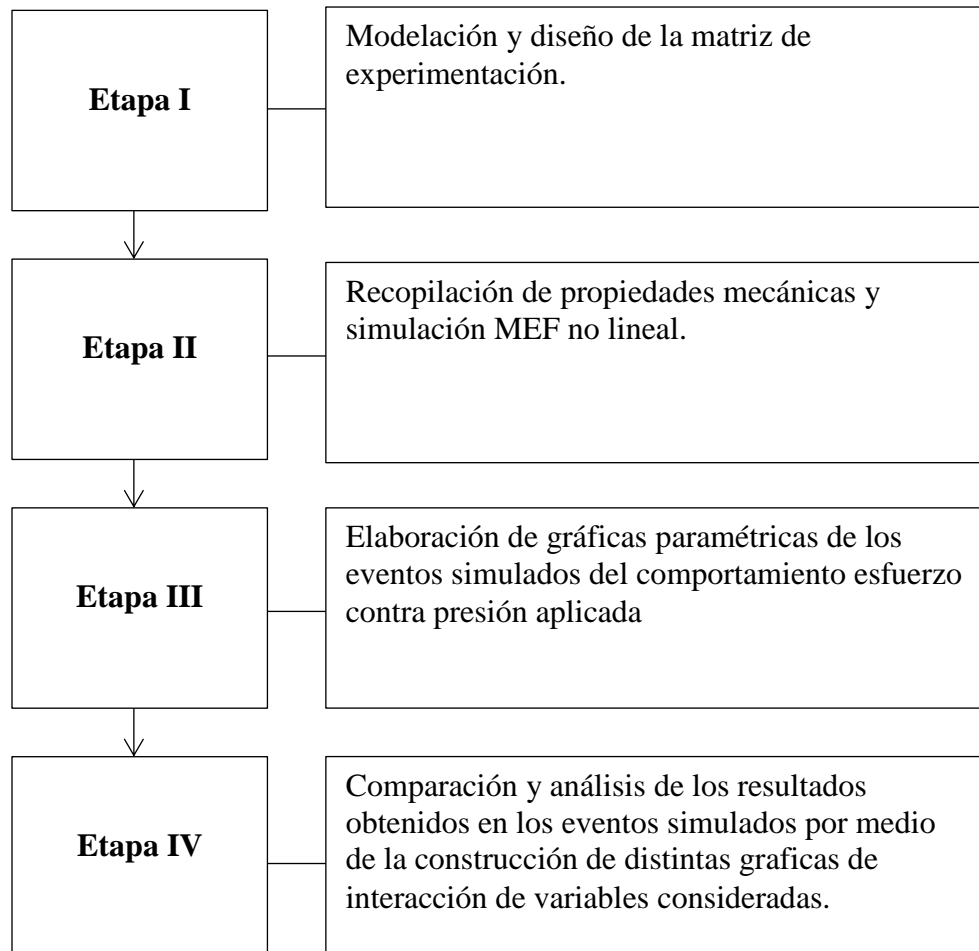 Etapa I
Modelación y diseño de la matriz de
experimentación.
Etapa II
Recopilación de propiedades mecánicas y
simulación MEF no lineal.
Etapa III
Elaboración de gráficas paramétricas de los
eventos simulados del comportamiento esfuerzo
contra presión aplicada
Etapa IV
Comparación y análisis de los resultados
obtenidos en los eventos simulados por medio
de la construcción de distintas graficas de
interacción de variables consideradas.